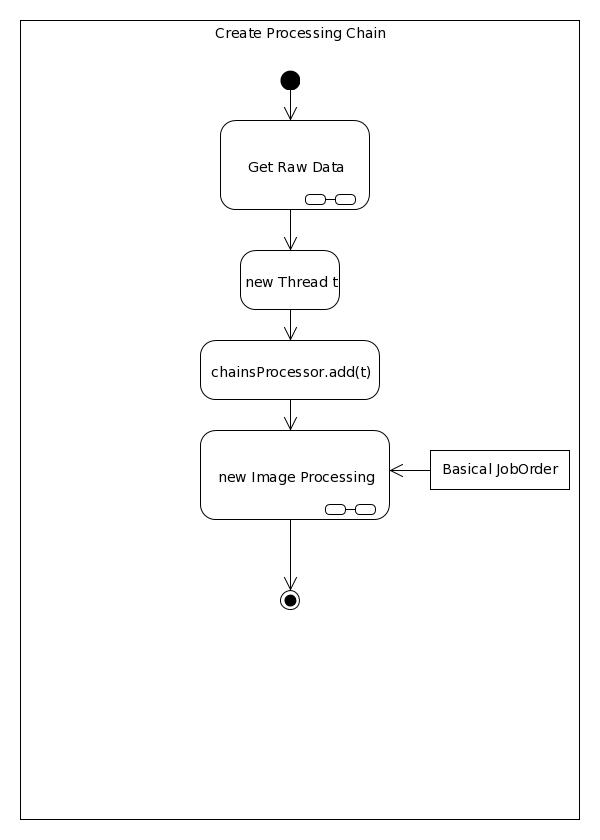 Create Processing Chain
Get Raw Data
new Thread t
chainsProcessor.add(t)
new Image Processing
Basical JobOrder